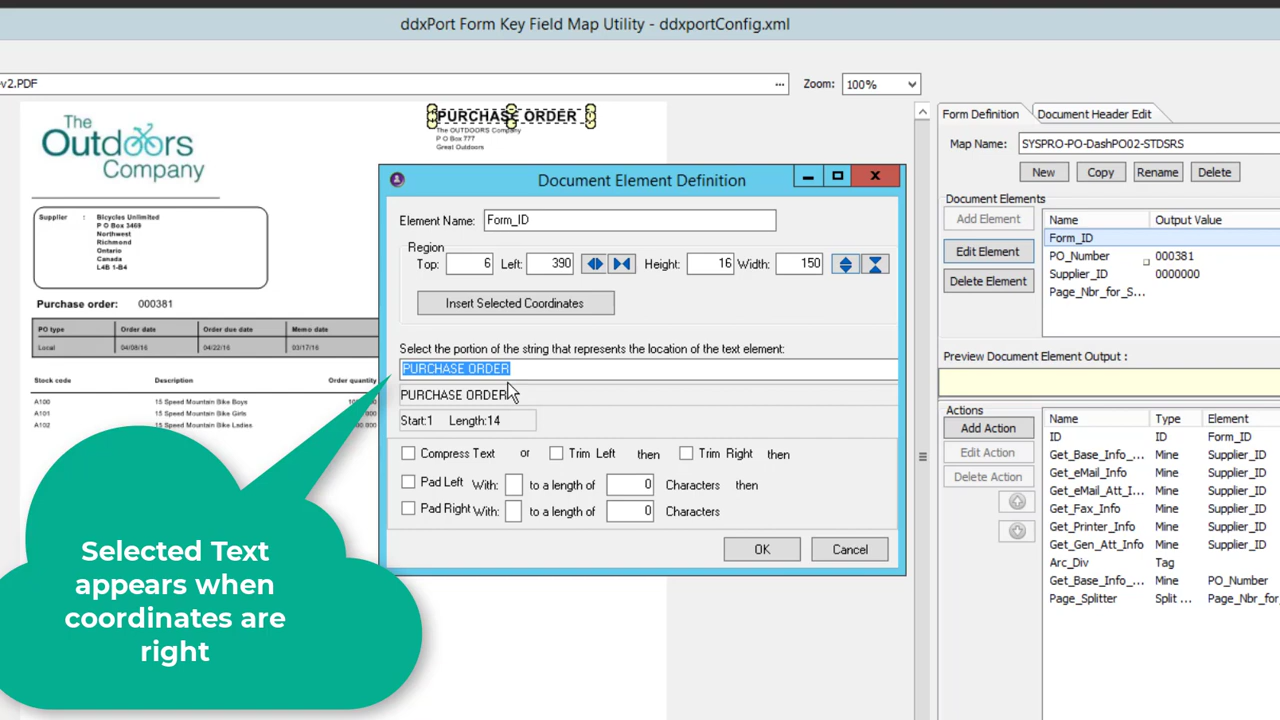 ddxPort Form Key Field Map Utility - ddxportConfig.xml
v2.PDF
...
Zoom: 100%
The
Outdoors
Company
PURCHASE ORDER
The OUTDOORS Company
P O Box 777
Great Outdoors
Supplier : Bicycles Unlimited
P O Box 3469
Northwest
Richmond
Ontario
Canada
L4B 1-B4
Purchase order: 000381
PO type Order date Order due date Memo date
Local 04/08/16 04/22/16 03/17/16
Stock code Description Order quantity
A100 15 Speed Mountain Bike Boys
A101 15 Speed Mountain Bike Girls
A102 15 Speed Mountain Bike Ladies
Document Element Definition
Element Name: Form_ID
Region
Top: 6 Left: 390 Height: 16 Width: 150
Insert Selected Coordinates
Select the portion of the string that represents the location of the text element:
PURCHASE ORDER
PURCHASE ORDER
Start:1 Length:14
Compress Text or Trim Left then Trim Right then
Pad Left With: to a length of 0 Characters then
Pad Right With: to a length of 0 Characters
OK Cancel
Form Definition Document Header Edit
Map Name: SYSPRO-PO-DashPO02-STDSRS
New Copy Rename Delete
Document Elements
Add Element
Edit Element
Delete Element
Name Output Value
Form_ID
PO_Number 000381
Supplier_ID 0000000
Page_Nbr_for_S...
Preview Document Element Output :
Actions
Add Action
Edit Action
Delete Action
Name Type Element
ID ID Form_ID
Get_Base_Info_... Mine Supplier_ID
Get_eMail_Info Mine Supplier_ID
Get_eMail_Att_I... Mine Supplier_ID
Get_Fax_Info Mine Supplier_ID
Get_Printer_Info Mine Supplier_ID
Get_Gen_Att_Info Mine Supplier_ID
Arc_Div Tag
Get_Base_Info_... Mine PO_Number
Page_Splitter Split ... Page_Nbr_for
Selected Text
appears when
coordinates are
right